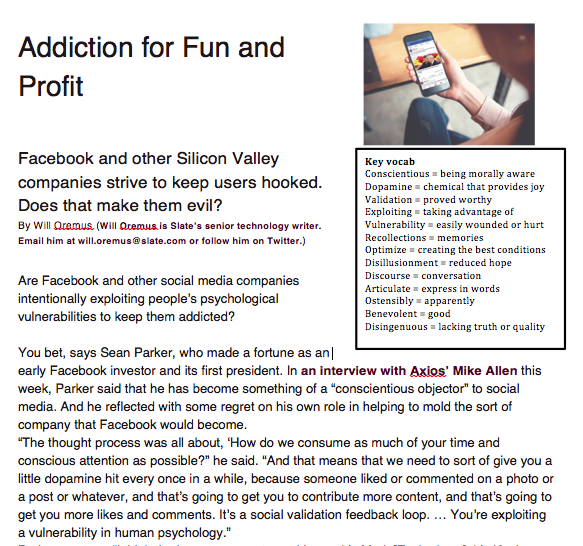 Addiction for Fun and
Profit
Facebook and other Silicon Valley
companies strive to keep users hooked.
Does that make them evil?
By Will Oremus (Will Oremus is Slate's senior technology writer.
Email him at will.oremus@slate.com or follow him on Twitter.)
Key vocab
Conscientious = being morally aware
Dopamine = chemical that provides joy
Validation = proved worthy
Exploiting = taking advantage of
Vulnerability = easily wounded or hurt
Recollections = memories
Optimize = creating the best conditions
Disillusionment = reduced hope
Discourse = conversation
Articulate = express in words
Ostensibly = apparently
Benevolent = good
Disingenuous = lacking truth or quality
Are Facebook and other social media companies
intentionally exploiting people's psychological
vulnerabilities to keep them addicted?
You bet, says Sean Parker, who made a fortune as an
early Facebook investor and its first president. In an interview with Axios' Mike Allen this
week, Parker said that he has become something of a "conscientious objector" to social
media. And he reflected with some regret on his own role in helping to mold the sort of
company that Facebook would become.
"The thought process was all about, 'How do we consume as much of your time and
conscious attention as possible?" he said. "And that means that we need to sort of give you a
little dopamine hit every once in a while, because someone liked or commented on a photo or
a post or whatever, and that's going to get you to contribute more content, and that's going to
get you more likes and comments. It's a social validation feedback loop. … You're exploiting
a vulnerability in human psychology."